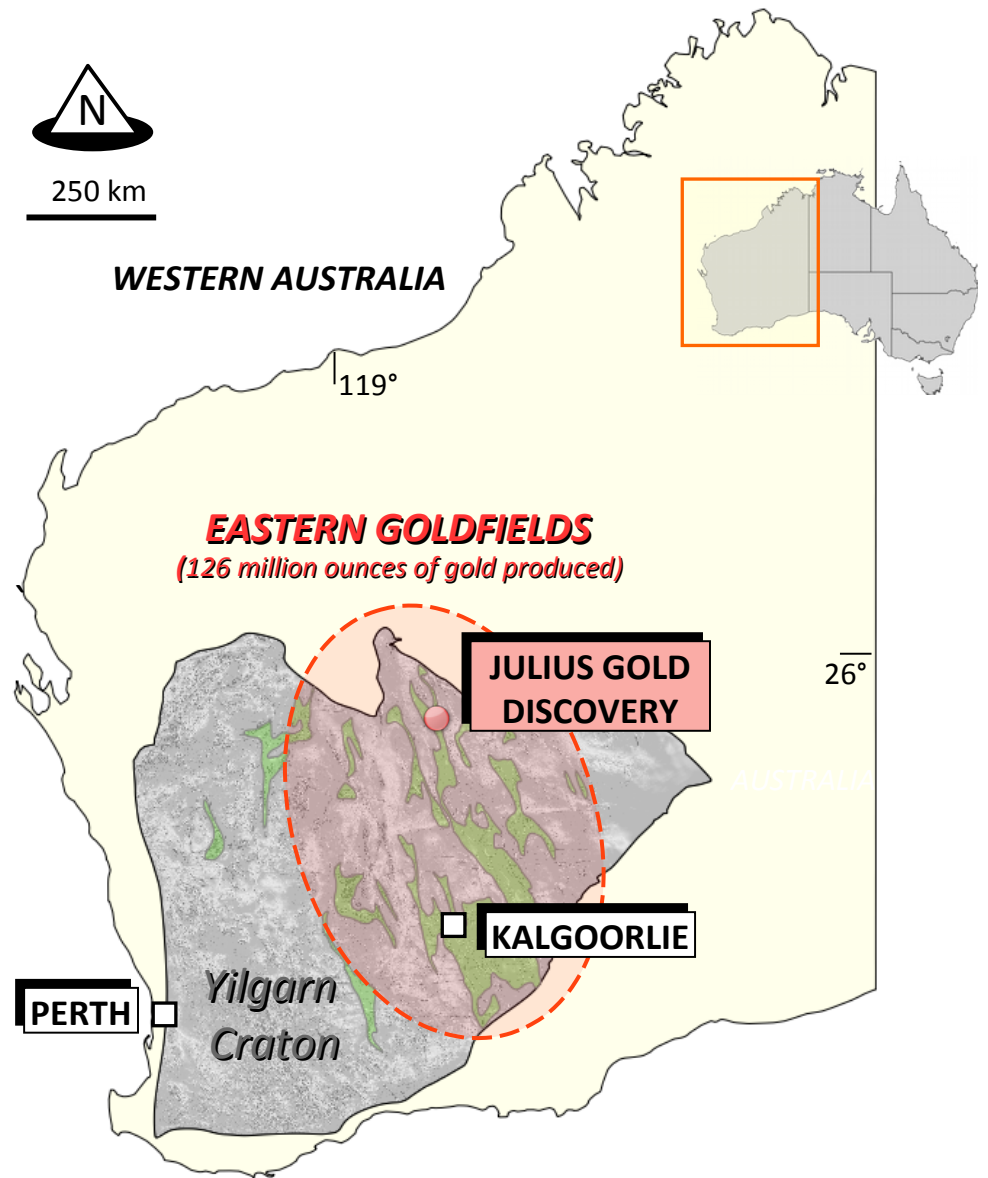 N
250 km
WESTERN AUSTRALIA
119°
EASTERN GOLDFIELDS
(126 million ounces of gold produced)
JULIUS GOLD
DISCOVERY
26°
AUSTRALIA
KALGOORLIE
Yilgarn
Craton
PERTH